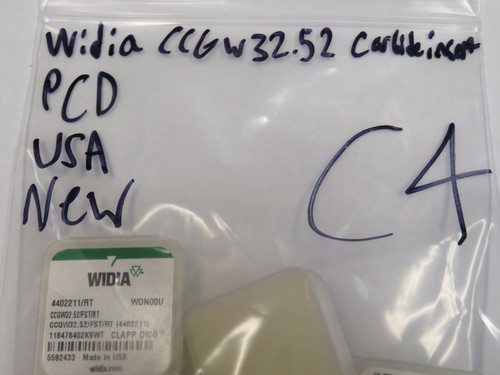 Widia CCGW32.52 Carbide insert
PCD
USA
New
C4
WIDIA
4402211/RT WDN00U
CCGW32.52/FST/RT
CCGW32.52/FST/RT (4402211)
5592433 Made in USA
widia.com